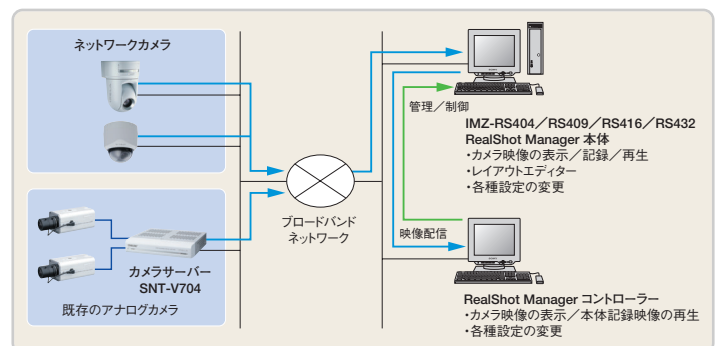 ネットワークカメラ
カメラサーバー
SNT-V704
既存のアナログカメラ
ブロードバンド
ネットワーク
管理／制御
映像配信
IMZ-RS404／RS409／RS416／RS432
RealShot Manager 本体
・カメラ映像の表示／記録／再生
・レイアウトエディター
・各種設定の変更
RealShot Manager コントローラー
・カメラ映像の表示／本体記録映像の再生
・各種設定の変更